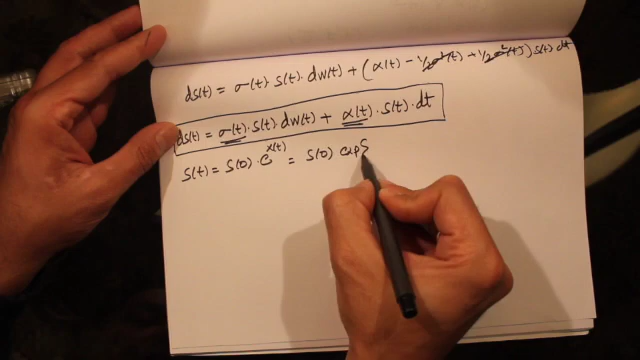 ds(t) = σ(t)·s(t)·dw(t) + (α(t) - 1/2σ²(t) + 1/2σ²(t))s(t)dt
ds(t) = σ(t)·s(t)·dw(t) + α(t)·s(t)·dt
s(t) = s(0)·e^x(t) = s(0) exp{